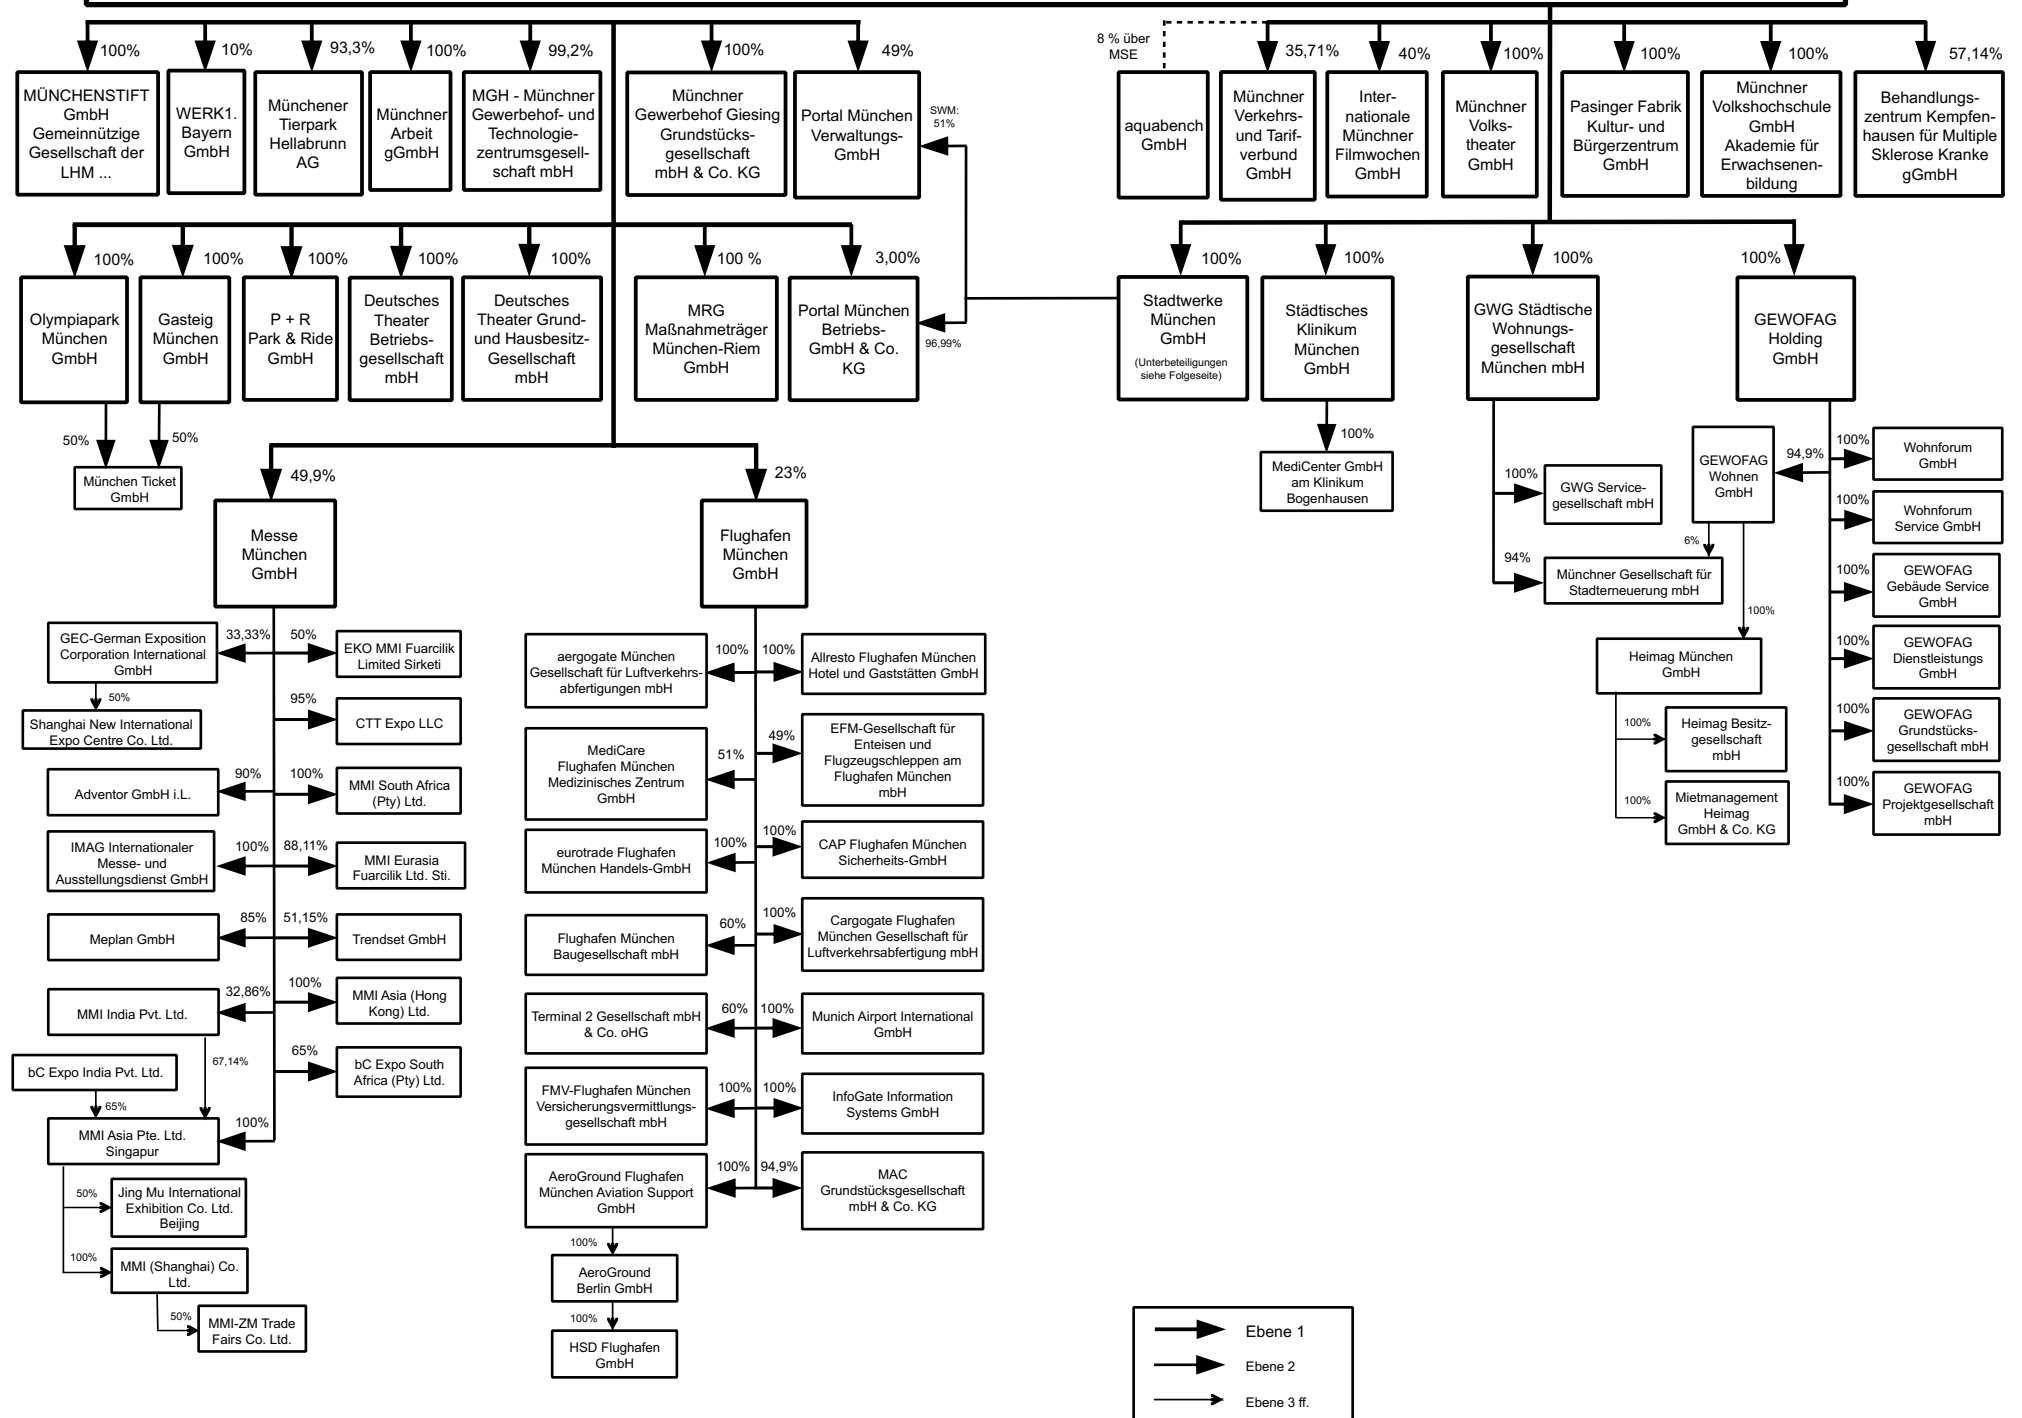 100%
10%
93,3%
100%
99,2%
100%
49%
MÜNCHENSTIFT
GmbH
Gemeinnützige
Gesellschaft der
LHM ...
WERK1.
Bayern
GmbH
Münchener
Tierpark
Hellabrunn
AG
Münchner
Arbeit
gGmbH
MGH - Münchner
Gewerbehof- und
Technologie-
zentrumsgesell-
schaft mbH
Münchner
Gewerbehof Giesing
Grundstücks-
gesellschaft
mbH & Co. KG
Portal München
Verwaltungs-
GmbH
SWM:
51%
8 % über
MSE
35,71%
40%
100%
100%
100%
57,14%
aquabench
GmbH
Münchner
Verkehrs-
und Tarif-
verbund
GmbH
Inter-
nationale
Münchner
Filmwochen
GmbH
Münchner
Volks-
theater
GmbH
Pasinger Fabrik
Kultur- und
Bürgerzentrum
GmbH
Münchner
Volkshochschule
GmbH
Akademie für
Erwachsenen-
bildung
Behandlungs-
zentrum Kempfen-
hausen für Multiple
Sklerose Kranke
gGmbH
100%
100%
100%
100%
100%
100 %
3,00%
Olympiapark
München
GmbH
Gasteig
München
GmbH
P + R
Park & Ride
GmbH
Deutsches
Theater
Betriebs-
gesellschaft
mbH
Deutsches
Theater Grund-
und Hausbesitz-
Gesellschaft
mbH
MRG
Maßnahmeträger
München-Riem
GmbH
Portal München
Betriebs-
GmbH & Co.
KG
96,99%
100%
100%
100%
100%
Stadtwerke
München
GmbH
(Unterbeteiligungen
siehe Folgeseite)
Städtisches
Klinikum
München
GmbH
GWG Städtische
Wohnungs-
gesellschaft
München mbH
GEWOFAG
Holding
GmbH
50%
50%
München Ticket
GmbH
49,9%
23%
Messe
München
GmbH
Flughafen
München
GmbH
100%
MediCenter GmbH
am Klinikum
Bogenhausen
100%
GWG Service-
gesellschaft mbH
94%
Münchner Gesellschaft für
Stadterneuerung mbH
GEWOFAG
Wohnen
GmbH
94,9%
6%
100%
Heimag München
GmbH
100%
Heimag Besitz-
gesellschaft
mbH
100%
Mietmanagement
Heimag
GmbH & Co. KG
100%
Wohnforum
GmbH
100%
Wohnforum
Service GmbH
100%
GEWOFAG
Gebäude Service
GmbH
100%
GEWOFAG
Dienstleistungs
GmbH
100%
GEWOFAG
Grundstücks-
gesellschaft mbH
100%
GEWOFAG
Projektgesellschaft
mbH
GEC-German Exposition
Corporation International
GmbH
33,33%
50%
EKO MMI Fuarcilik
Limited Sirketi
50%
Shanghai New International
Expo Centre Co. Ltd.
95%
CTT Expo LLC
Adventor GmbH i.L.
90%
100%
MMI South Africa
(Pty) Ltd.
IMAG Internationaler
Messe- und
Ausstellungsdienst GmbH
100%
88,11%
MMI Eurasia
Fuarcilik Ltd. Sti.
Meplan GmbH
85%
51,15%
Trendset GmbH
MMI India Pvt. Ltd.
32,86%
100%
MMI Asia (Hong
Kong) Ltd.
67,14%
bC Expo India Pvt. Ltd.
65%
65%
bC Expo South
Africa (Pty) Ltd.
MMI Asia Pte. Ltd.
Singapur
100%
50%
Jing Mu International
Exhibition Co. Ltd.
Beijing
100%
MMI (Shanghai) Co.
Ltd.
50%
MMI-ZM Trade
Fairs Co. Ltd.
aergogate München
Gesellschaft für Luftverkehrs-
abfertigungen mbH
100%
100%
Allresto Flughafen München
Hotel und Gaststätten GmbH
MediCare
Flughafen München
Medizinisches Zentrum
GmbH
51%
49%
EFM-Gesellschaft für
Enteisen und
Flugzeugschleppen am
Flughafen München
mbH
eurotrade Flughafen
München Handels-GmbH
100%
100%
CAP Flughafen München
Sicherheits-GmbH
Flughafen München
Baugesellschaft mbH
60%
100%
Cargogate Flughafen
München Gesellschaft für
Luftverkehrsabfertigung mbH
Terminal 2 Gesellschaft mbH
& Co. oHG
60%
100%
Munich Airport International
GmbH
FMV-Flughafen München
Versicherungsvermittlungs-
gesellschaft mbH
100%
100%
InfoGate Information
Systems GmbH
AeroGround Flughafen
München Aviation Support
GmbH
100%
94,9%
MAC
Grundstücksgesellschaft
mbH & Co. KG
100%
AeroGround
Berlin GmbH
100%
HSD Flughafen
GmbH
Ebene 1
Ebene 2
Ebene 3 ff.